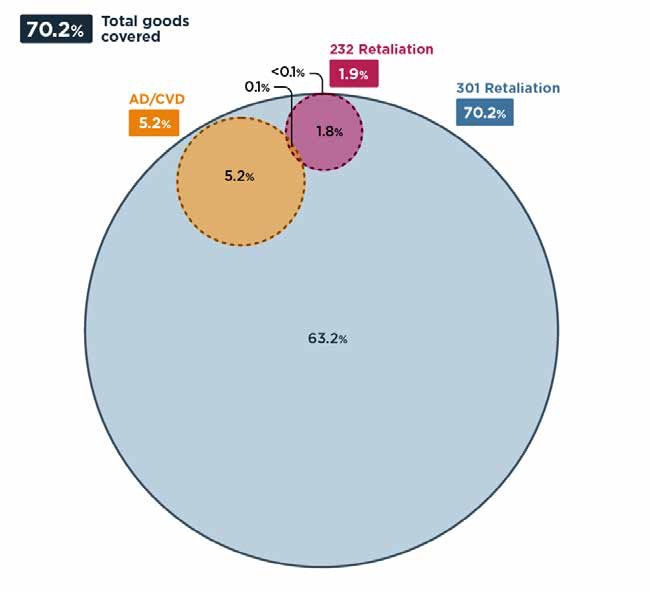 70.2% Total goods
covered
232 Retaliation
<0.1% 1.9%
0.1%
301 Retaliation
70.2%
AD/CVD
5.2%
1.8%
5.2%
63.2%